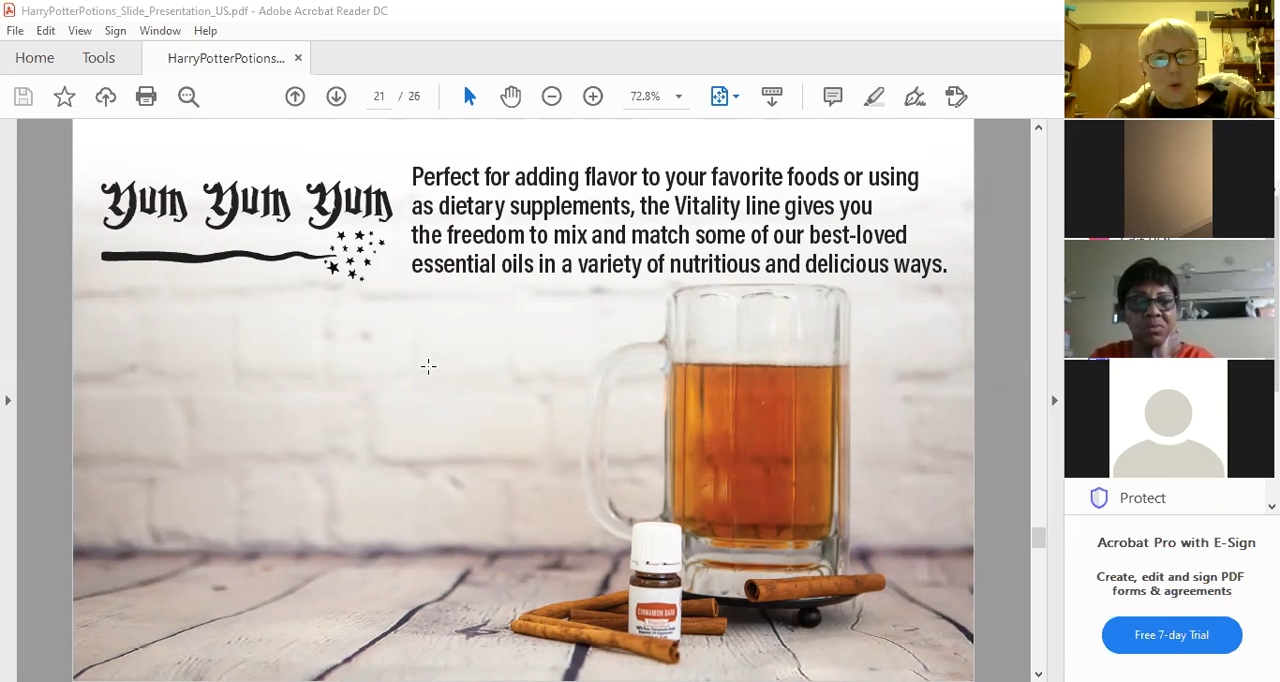 HarryPotterPotions_Slide_Presentation_US.pdf - Adobe Acrobat Reader DC
File Edit View Sign Window Help
Home Tools HarryPotterPotions... ×
21 / 26 72.8%
Yum Yum Yum
Perfect for adding flavor to your favorite foods or using
as dietary supplements, the Vitality line gives you
the freedom to mix and match some of our best-loved
essential oils in a variety of nutritious and delicious ways.
CINNAMON BARK
Vitality
Protect
Acrobat Pro with E-Sign
Create, edit and sign PDF
forms & agreements
Free 7-day Trial